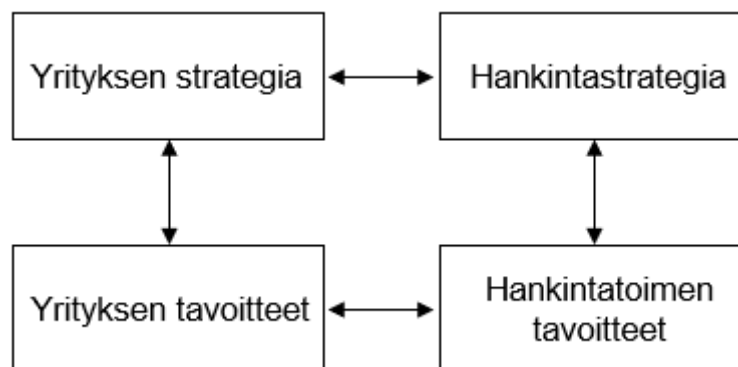 Yrityksen strategia
Hankintastrategia
Yrityksen tavoitteet
Hankintatoimen
tavoitteet